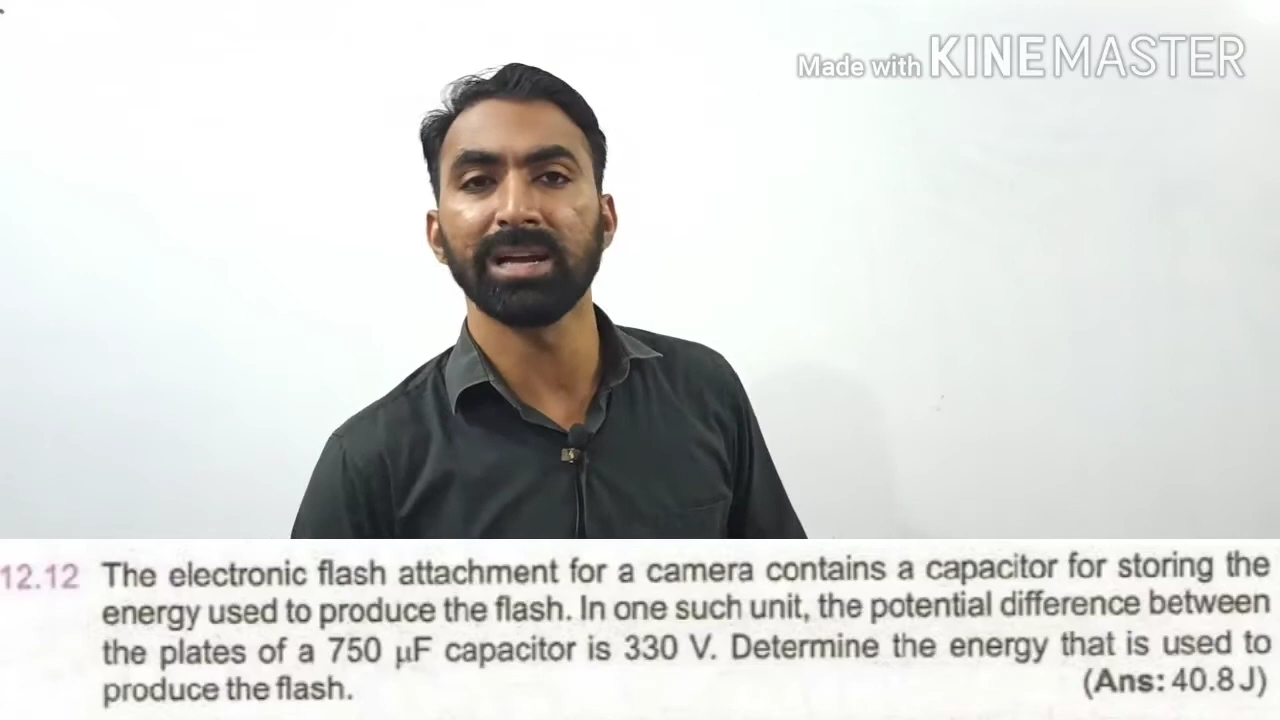 Made with KINEMASTER
12.12 The electronic flash attachment for a camera contains a capacitor for storing the
energy used to produce the flash. In one such unit, the potential difference between
the plates of a 750 μF capacitor is 330 V. Determine the energy that is used to
produce the flash. (Ans: 40.8 J)